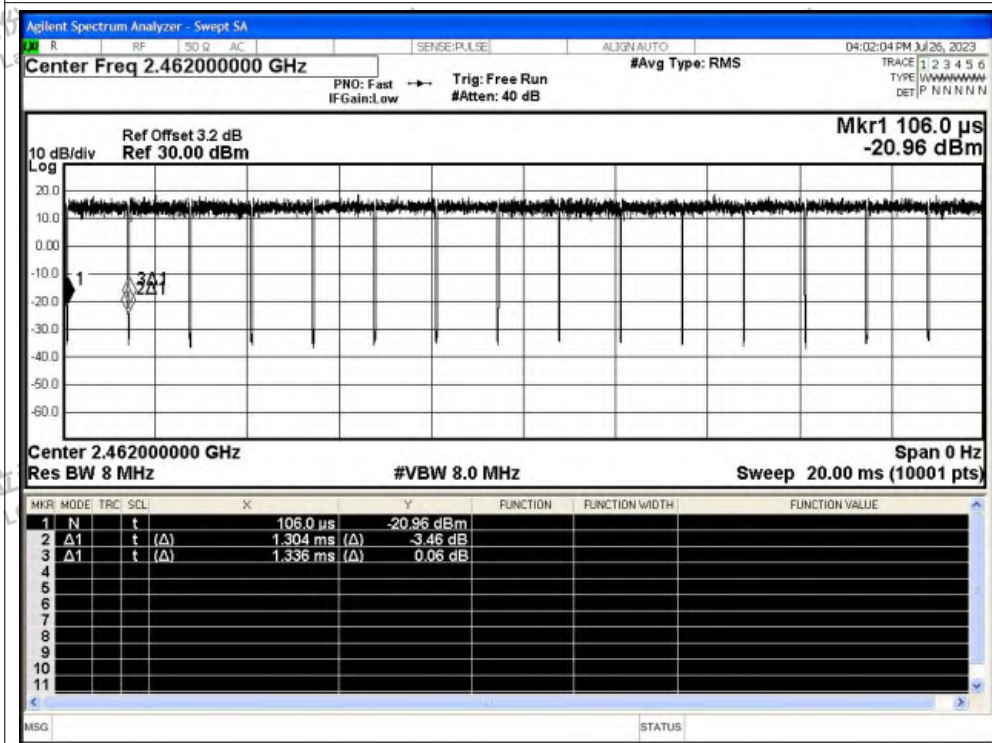 Agilent Spectrum Analyzer - Swept SA
R RF 50 Ω AC SENSE:PULSE ALIGN AUTO 04:02:04 PM Jul 26, 2023
Center Freq 2.462000000 GHz #Avg Type: RMS TRACE 1 2 3 4 5 6
PNO: Fast Trig: Free Run TYPE WWWWWW
IFGain:Low #Atten: 40 dB DET P N N N N N
Mkr1 106.0 µs
Ref Offset 3.2 dB
10 dB/div Ref 30.00 dBm -20.96 dBm
Log
20.0
10.0
0.00
-10.0
1 3Δ1
2Δ1
-20.0
-30.0
-40.0
-50.0
-60.0
Center 2.462000000 GHz Span 0 Hz
Res BW 8 MHz #VBW 8.0 MHz Sweep 20.00 ms (10001 pts)
MKR MODE TRC SCL X Y FUNCTION FUNCTION WIDTH FUNCTION VALUE
1 N t 106.0 µs -20.96 dBm
2 Δ1 t (Δ) 1.304 ms (Δ) -3.46 dB
3 Δ1 t (Δ) 1.336 ms (Δ) 0.06 dB
4
5
6
7
8
9
10
11
MSG STATUS